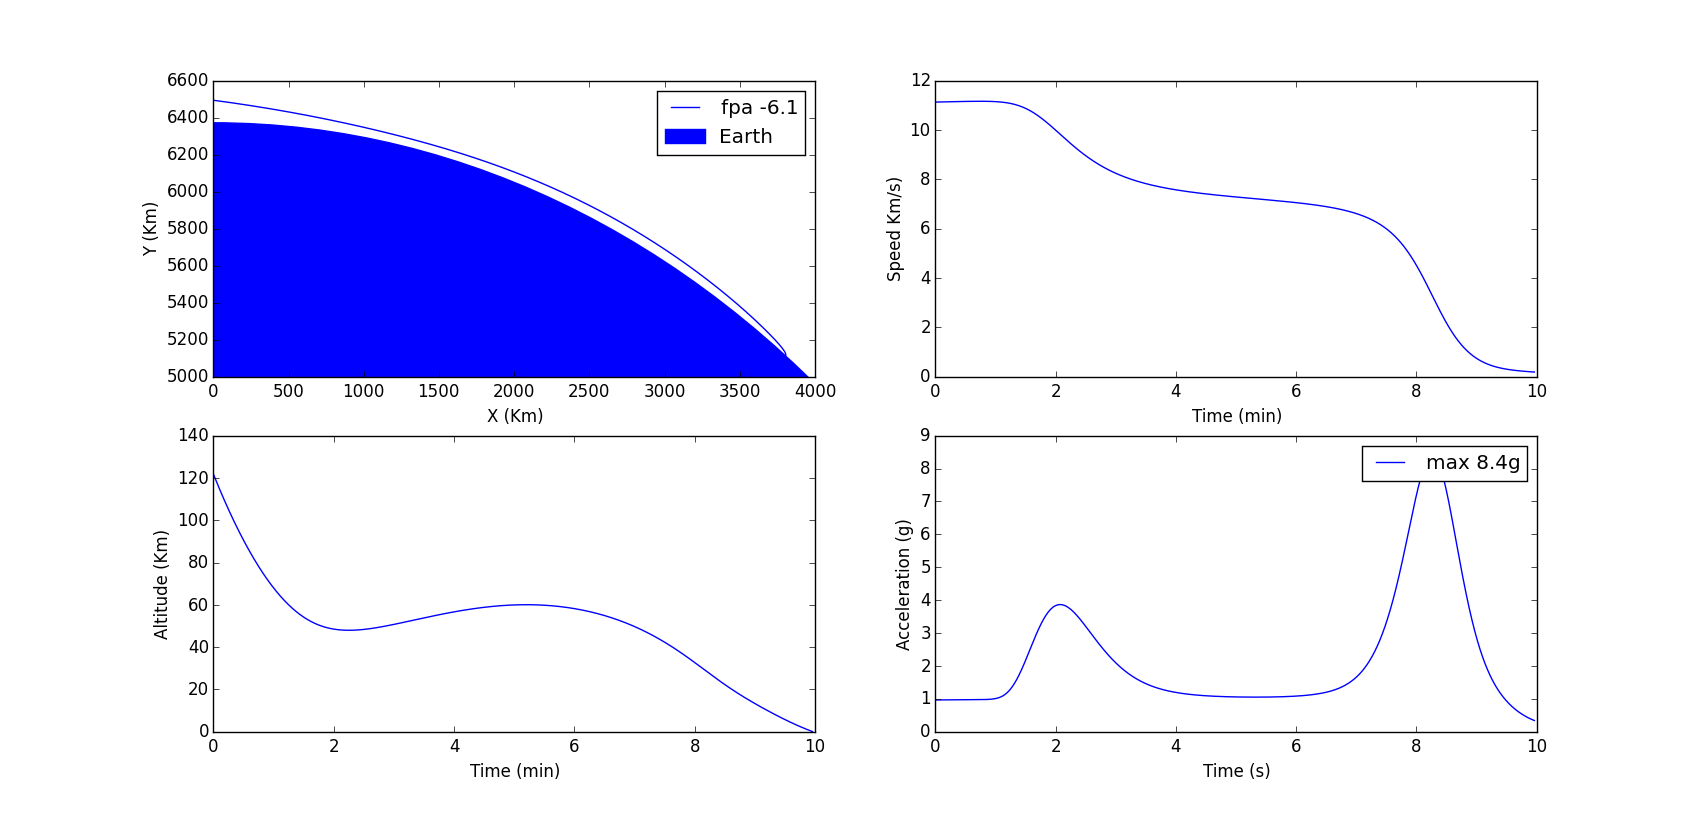 6600
6400
6200
6000
5800
5600
5400
5200
5000
Y (Km)
0 500 1000 1500 2000 2500 3000 3500 4000
X (Km)
fpa -6.1
Earth
12
10
8
6
4
2
0
Speed Km/s)
0 2 4 6 8 10
Time (min)
140
120
100
80
60
40
20
0
Altitude (Km)
0 2 4 6 8 10
Time (min)
9
8
7
6
5
4
3
2
1
0
Acceleration (g)
0 2 4 6 8 10
Time (s)
max 8.4g